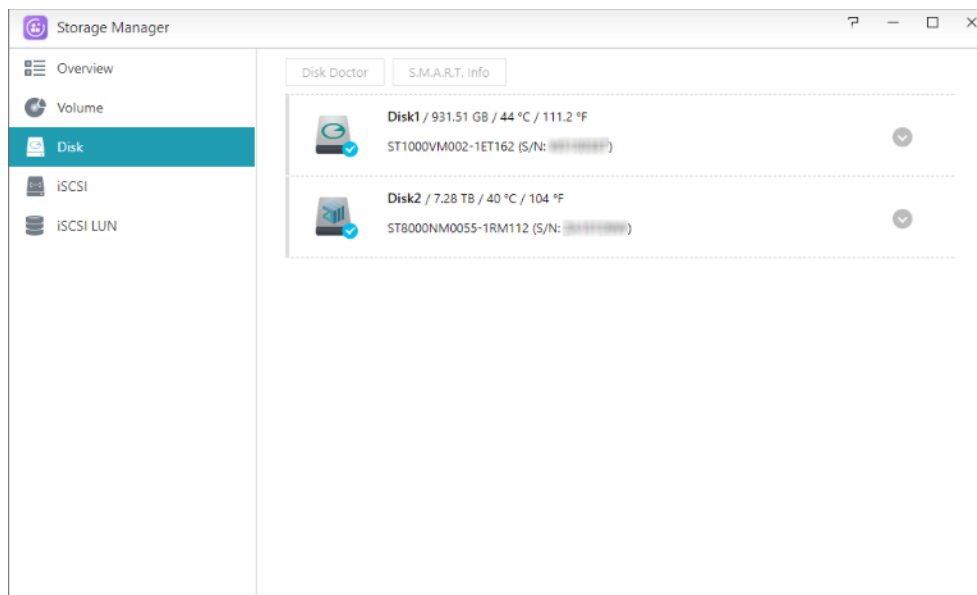 Storage Manager
Overview
Volume
Disk
iSCSI
iSCSI LUN
Disk Doctor
S.M.A.R.T. Info
Disk1 / 931.51 GB / 44 °C / 111.2 °F
ST1000VM002-1ET162 (S/N: )
Disk2 / 7.28 TB / 40 °C / 104 °F
ST8000NM0055-1RM112 (S/N: )